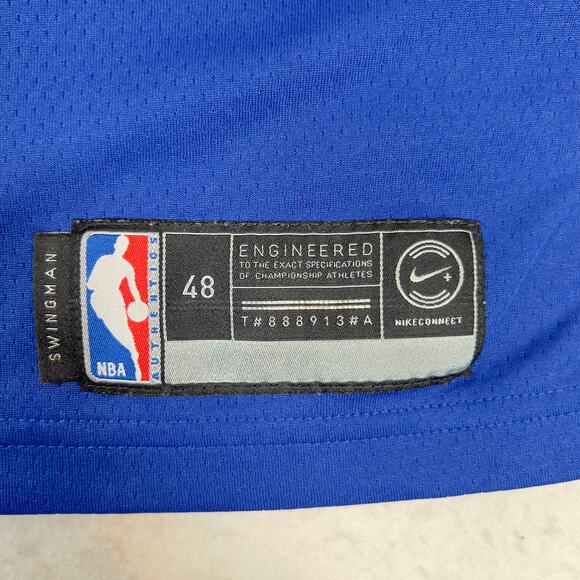 SWINGMAN
NBA
AUTHENTICS
48
ENGINEERED
TO THE EXACT SPECIFICATIONS
OF CHAMPIONSHIP ATHLETES
T#888913#A
NIKECONNECT